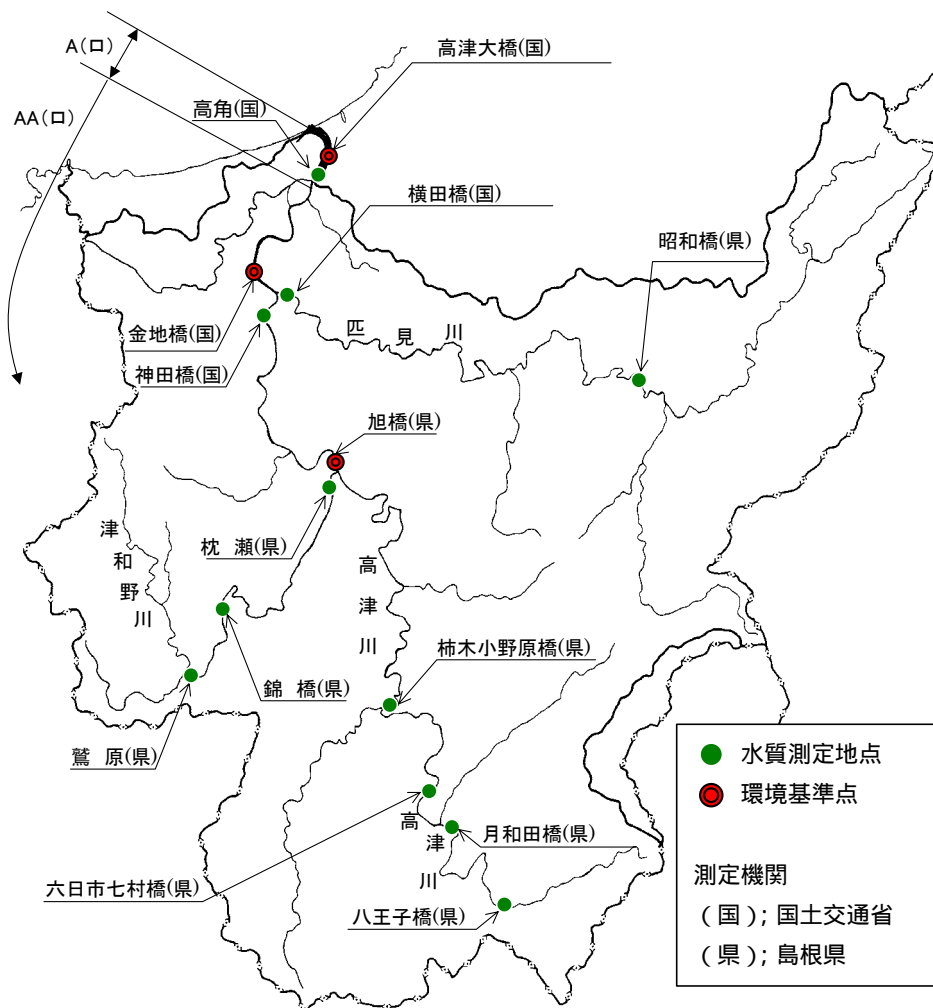 A(ロ)
高津大橋(国)
AA(ロ)
高角(国)
横田橋(国)
昭和橋(県)
匹見川
金地橋(国)
神田橋(国)
旭橋(県)
津和野川
枕 瀬(県)
高津川
柿木小野原橋(県)
錦 橋(県)
鷲 原(県)
高津川
月和田橋(県)
六日市七村橋(県)
八王子橋(県)
水質測定地点
環境基準点
測定機関
(国); 国土交通省
(県); 島根県